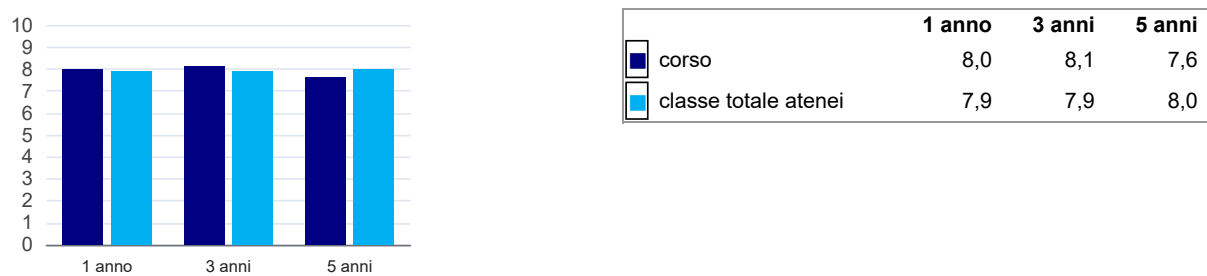 10
9
8
7
6
5
4
3
2
1
0
1 anno 3 anni 5 anni
1 anno 3 anni 5 anni
corso 8,0 8,1 7,6
classe totale atenei 7,9 7,9 8,0